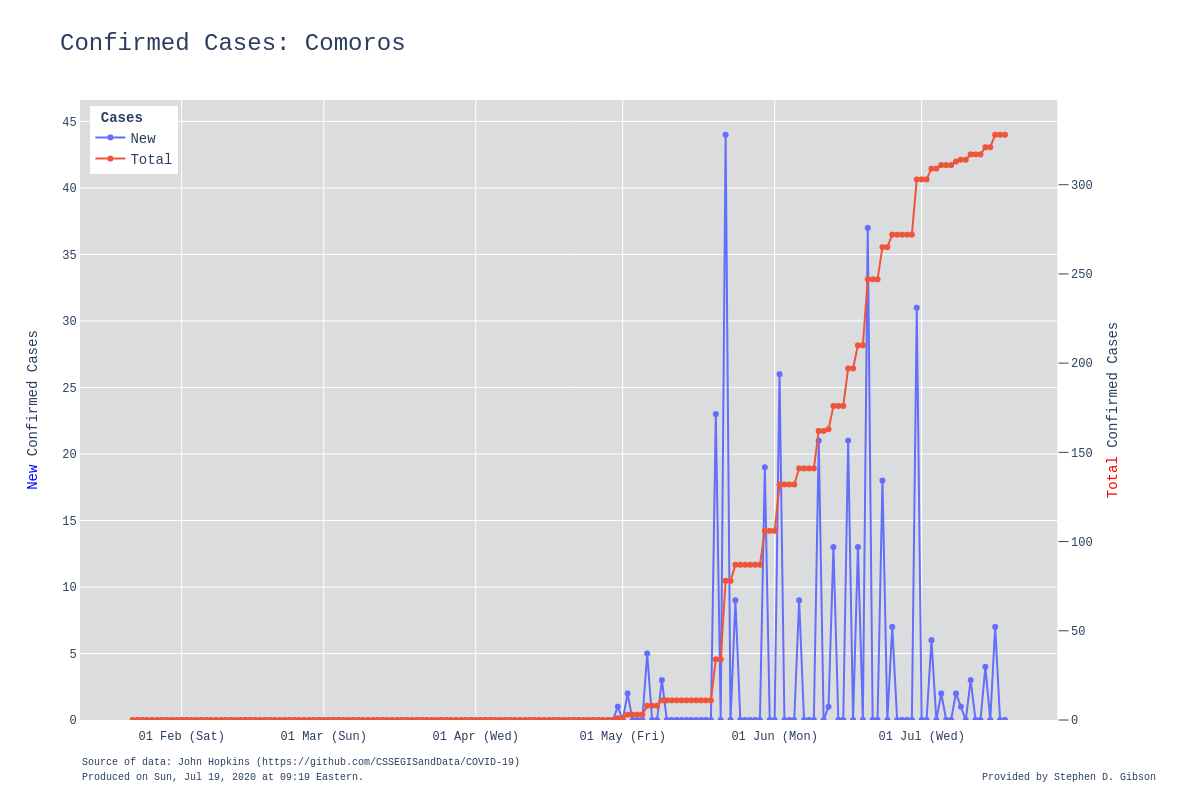 Confirmed Cases: Comoros
Cases
New
Total
45
40
35
30
25
20
15
10
5
0
300
250
200
150
100
50
0
New Confirmed Cases
Total Confirmed Cases
01 Feb (Sat) 01 Mar (Sun) 01 Apr (Wed) 01 May (Fri) 01 Jun (Mon) 01 Jul (Wed)
Source of data: John Hopkins (https://github.com/CSSEGISandData/COVID-19)
Produced on Sun, Jul 19, 2020 at 09:19 Eastern.
Provided by Stephen D. Gibson